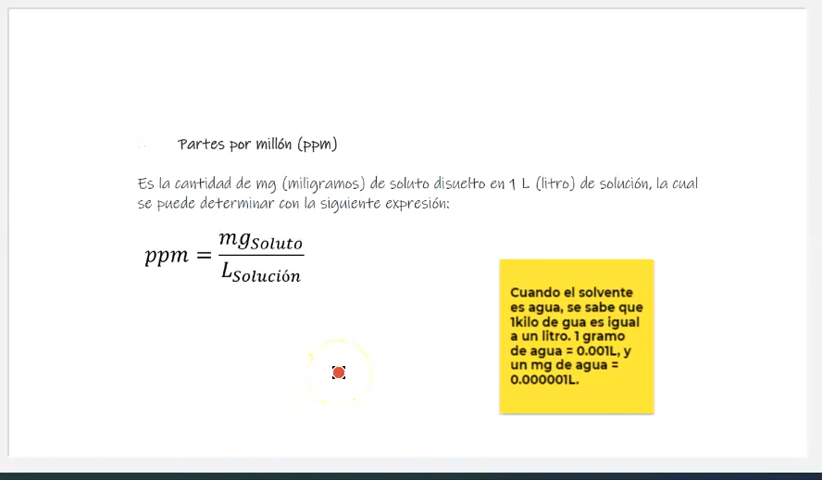 Partes por millón (ppm)
Es la cantidad de mg (miligramos) de soluto disuelto en 1 L (litro) de solución, la cual
se puede determinar con la siguiente expresión:
ppm = mgSoluto / LSolución
Cuando el solvente
es agua, se sabe que
1kilo de gua es igual
a un litro. 1 gramo
de agua = 0.001L, y
un mg de agua =
0.000001L.